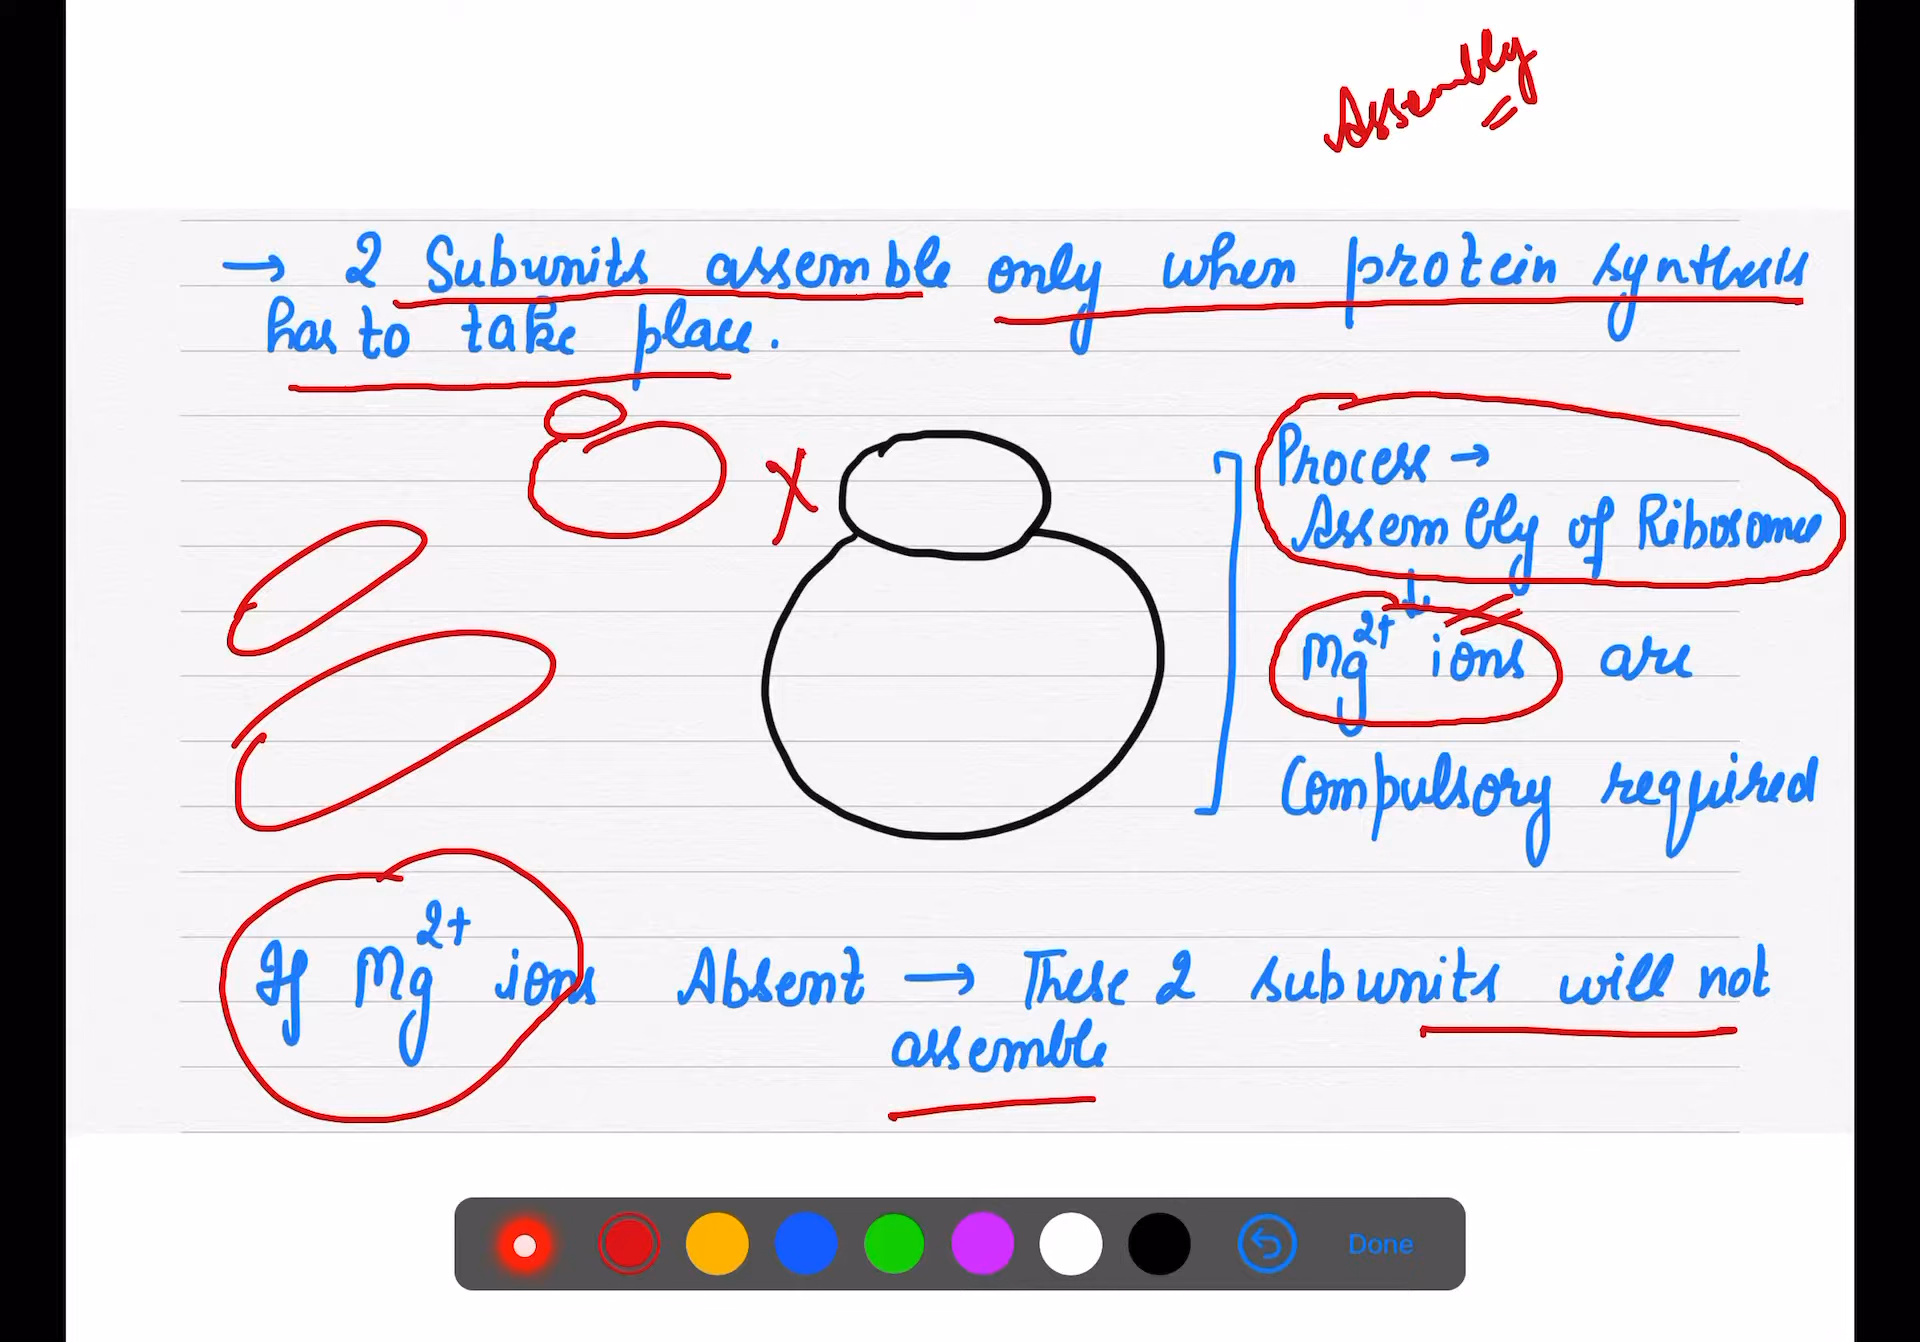 Assembly
→ 2 Subunits assemble only when protein synthesis
has to take place.
X
Process →
Assembly of Ribosome
↓
Mg²⁺ ions are
Compulsory required
If Mg²⁺ ions Absent → These 2 subunits will not
assemble
Done